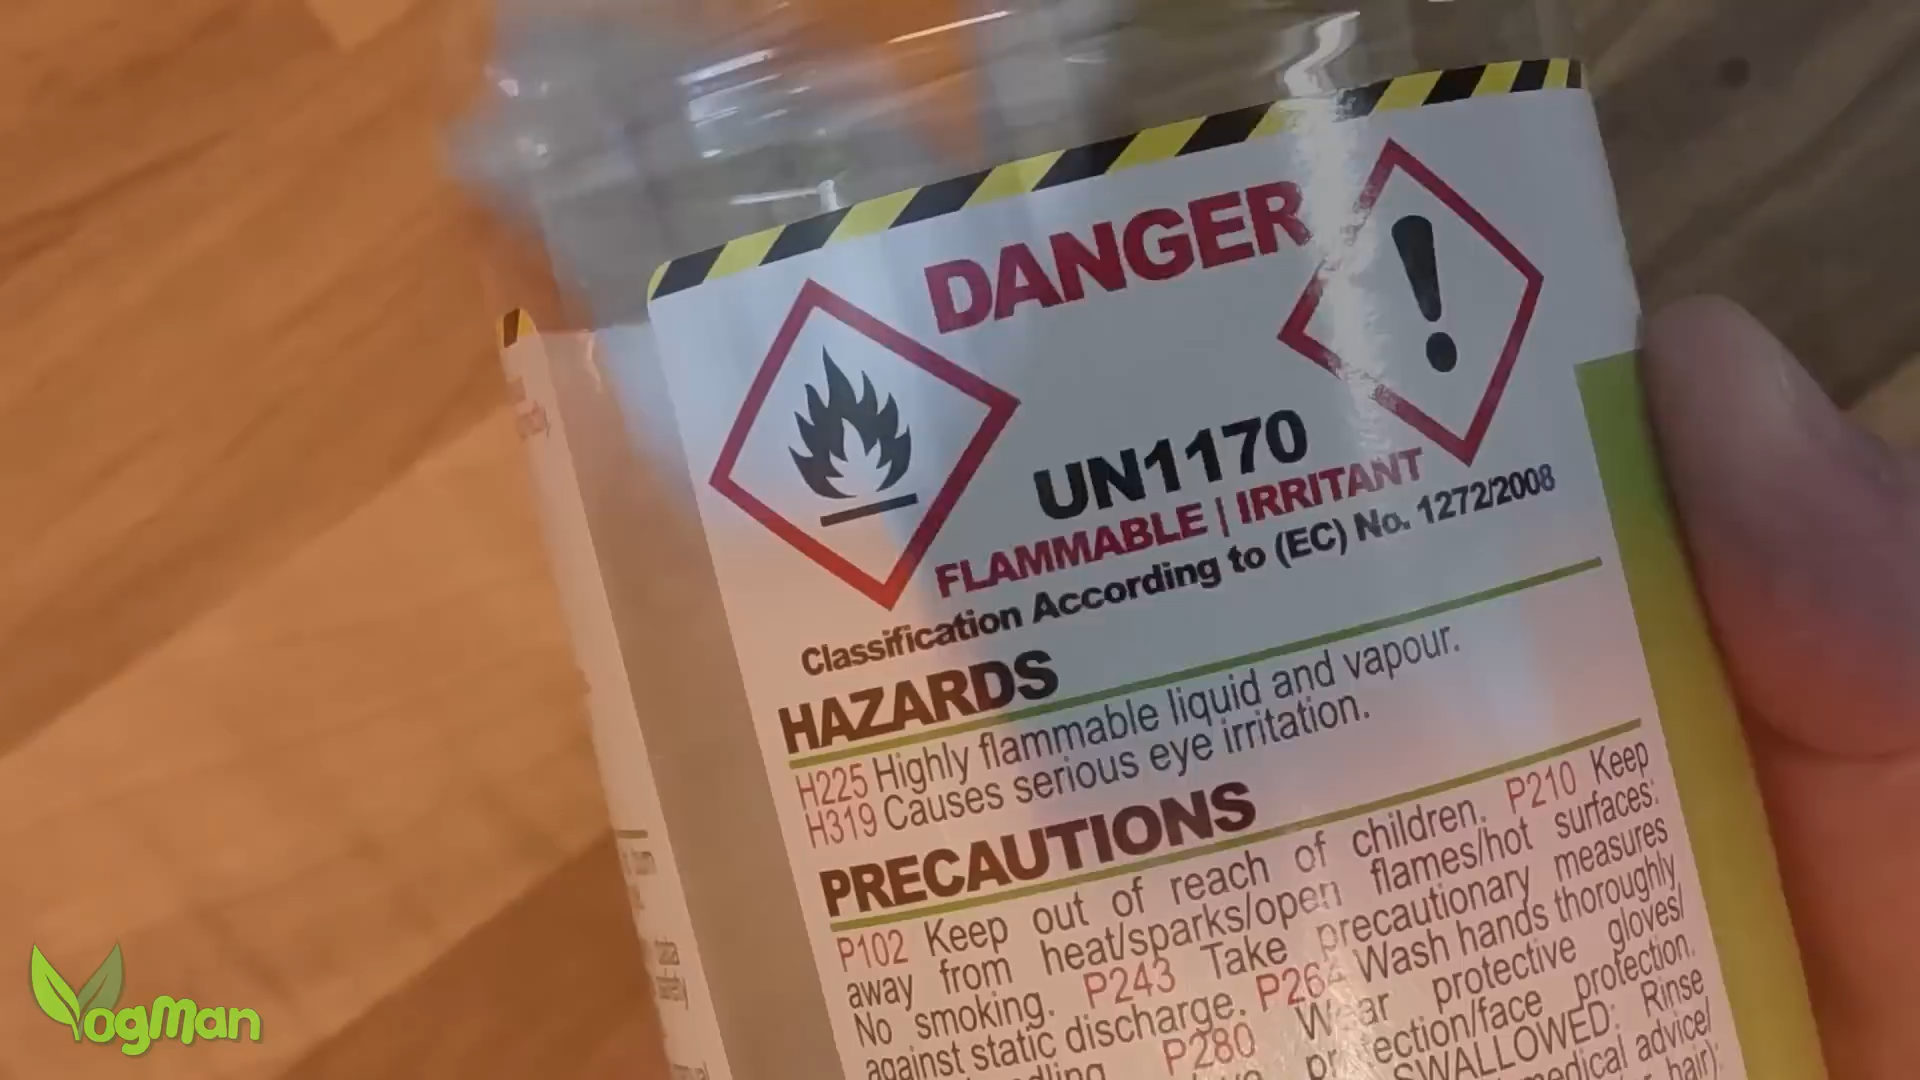 DANGER
UN1170
FLAMMABLE | IRRITANT
Classification According to (EC) No. 1272/2008
HAZARDS
H225 Highly flammable liquid and vapour.
H319 Causes serious eye irritation.
PRECAUTIONS
P102 Keep out of reach of children. P210 Keep
away from heat/sparks/open flames/hot surfaces:
No smoking. P243 Take precautionary measures
against static discharge. P264 Wash hands thoroughly
P280 Wear protective gloves/
protection/face protection.
SWALLOWED: Rinse
medical advice/
hair):
YogMan